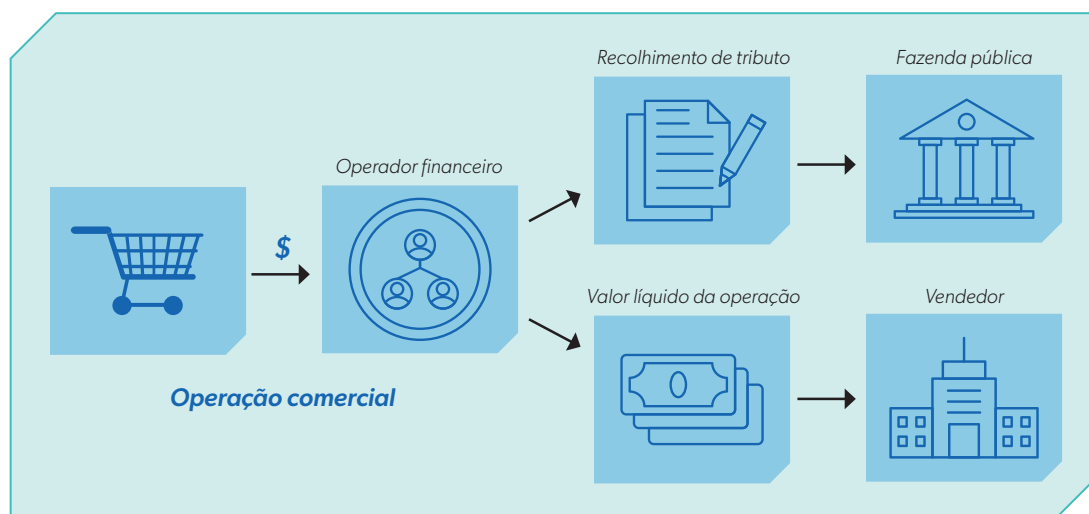 Recolhimento de tributo
Fazenda pública
Operador financeiro
$
Valor líquido da operação
Vendedor
Operação comercial